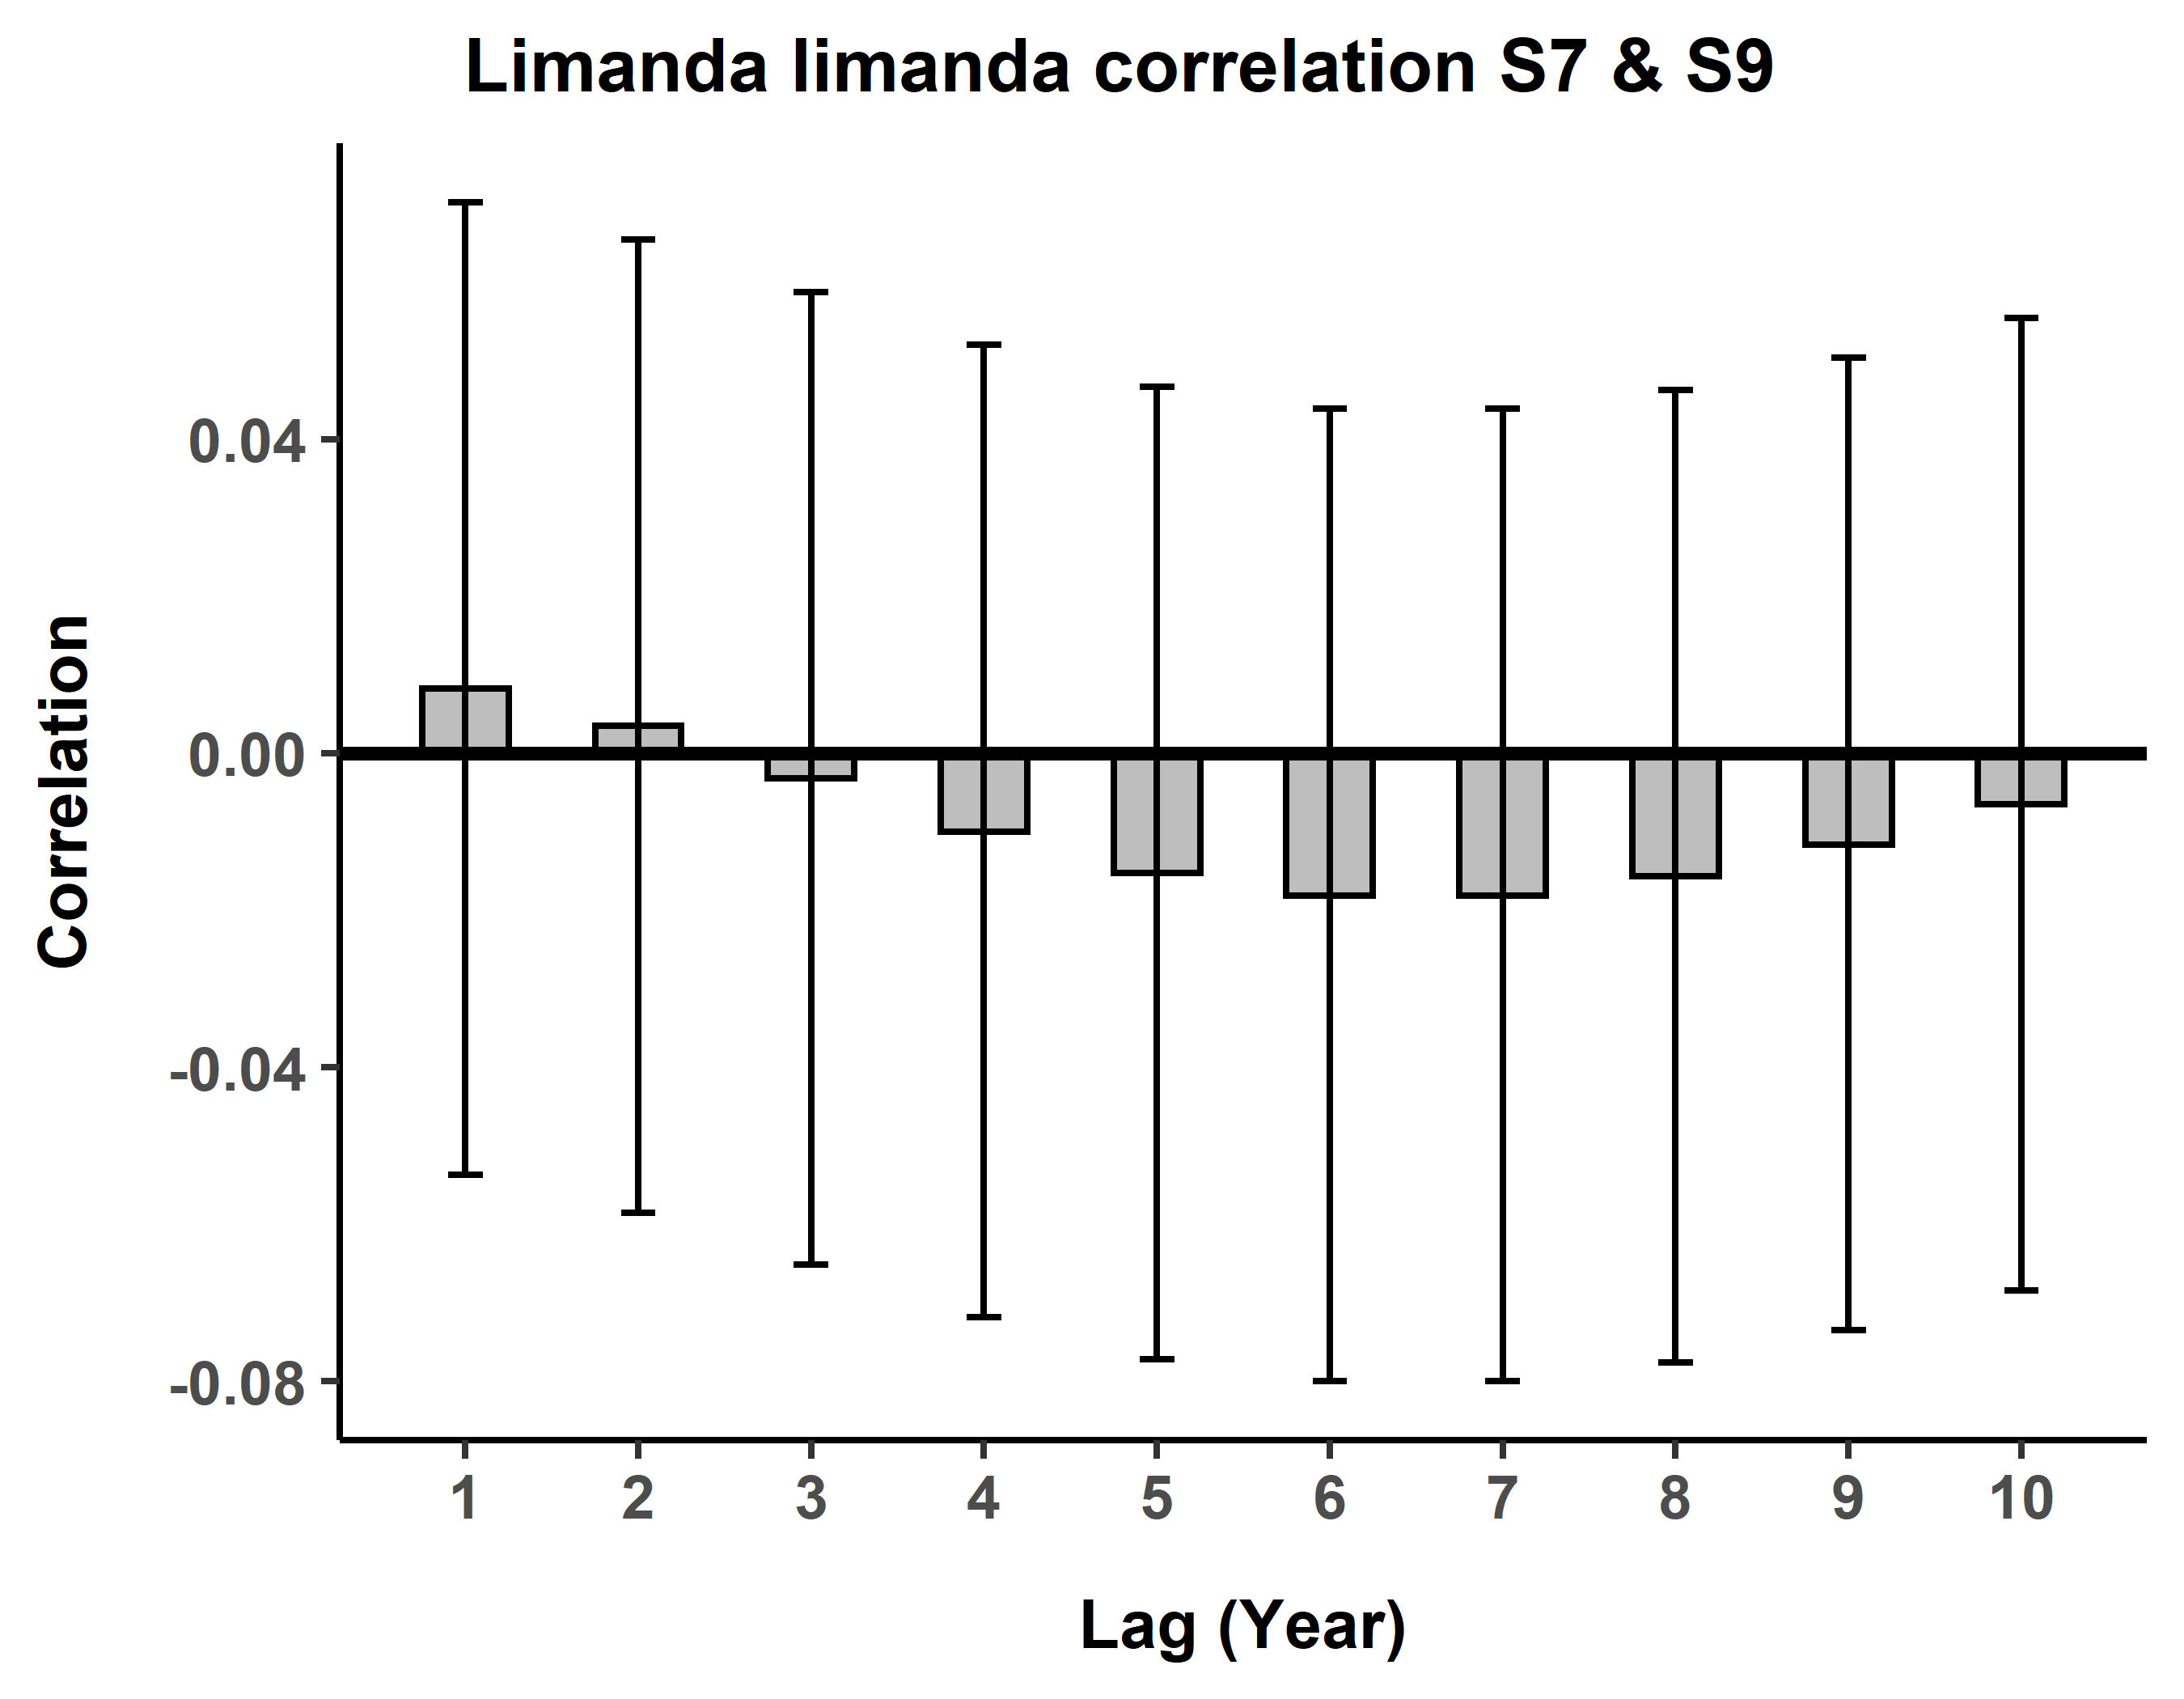 Limanda limanda correlation S7 & S9
Correlation
0.04
0.00
-0.04
-0.08
1 2 3 4 5 6 7 8 9 10
Lag (Year)